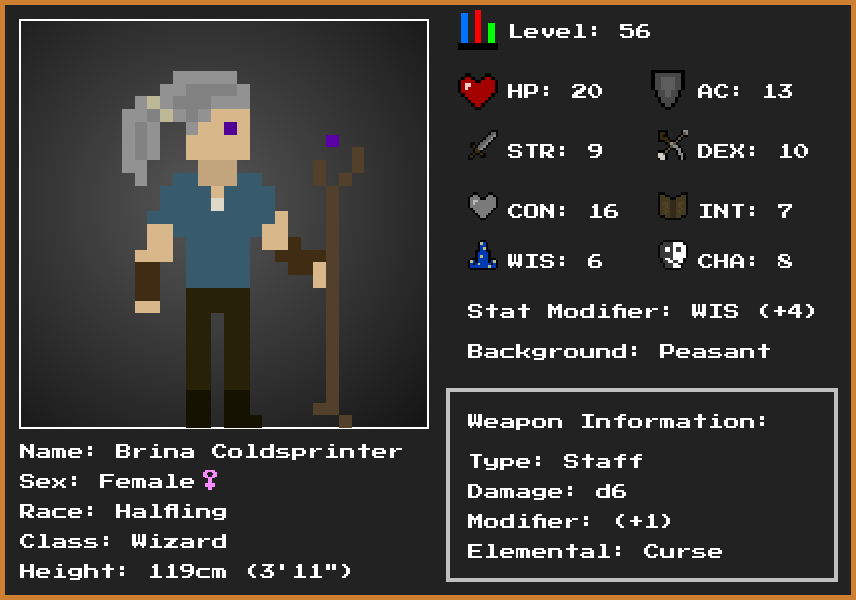 Level: 56
HP: 20 AC: 13
STR: 9 DEX: 10
CON: 16 INT: 7
WIS: 6 CHA: 8
Stat Modifier: WIS (+4)
Background: Peasant
Weapon Information:
Type: Staff
Damage: d6
Modifier: (+1)
Elemental: Curse
Name: Brina Coldsprinter
Sex: Female♀
Race: Halfling
Class: Wizard
Height: 119cm (3'11")